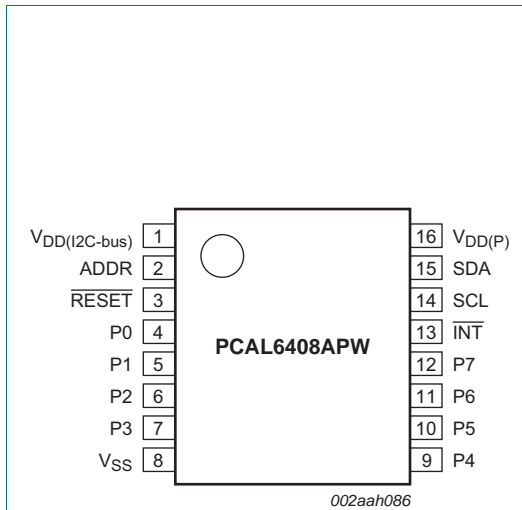 VDD(I2C-bus) 1
ADDR 2
RESET 3
P0 4
P1 5
P2 6
P3 7
VSS 8
PCAL6408APW
16 VDD(P)
15 SDA
14 SCL
13 INT
12 P7
11 P6
10 P5
9 P4
002aah086